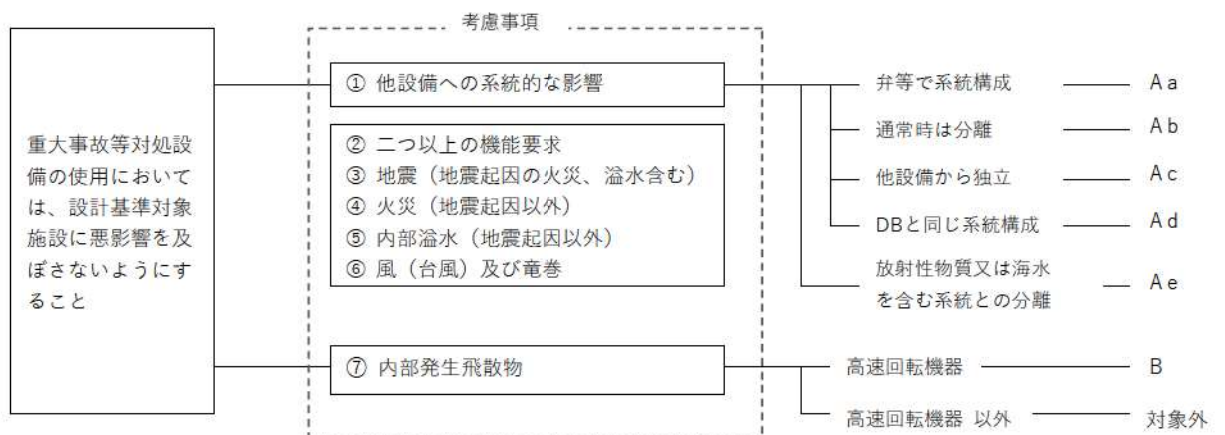 考慮事項
重大事故等対処設
備の使用において
は、設計基準対象
施設に悪影響を及
ぼさないようにす
ること
① 他設備への系統的な影響
② 二つ以上の機能要求
③ 地震（地震起因の火災、溢水含む）
④ 火災（地震起因以外）
⑤ 内部溢水（地震起因以外）
⑥ 風（台風）及び竜巻
⑦ 内部発生飛散物
弁等で系統構成 Aa
通常時は分離 Ab
他設備から独立 Ac
DBと同じ系統構成 Ad
放射性物質又は海水
を含む系統との分離 Ae
高速回転機器 B
高速回転機器 以外 対象外